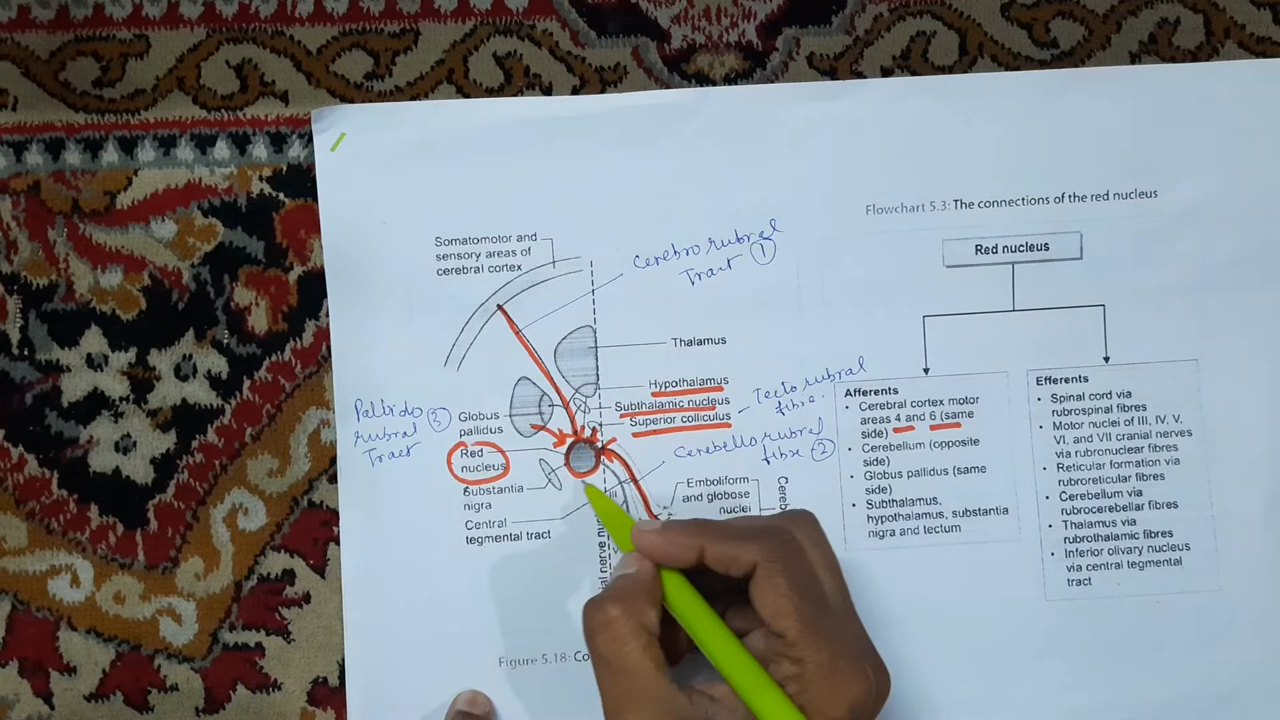 Flowchart 5.3: The connections of the red nucleus
Somatomotor and
sensory areas of
cerebral cortex
Cerebro rubral
Tract 1
Thalamus
Hypothalamus
Subthalamic nucleus
Superior colliculus
Tecto rubral
fibre.
Pallido
rubral 3
Tract
Globus
pallidus
Red
nucleus
Cerebello rubral
fibre 2
Substantia
nigra
Central
tegmental tract
Emboliform
and globose
nuclei
Figure 5.18:
Red nucleus
Afferents
• Cerebral cortex motor
areas 4 and 6 (same
side)
• Cerebellum (opposite
side)
• Globus pallidus (same
side)
• Subthalamus,
hypothalamus, substantia
nigra and tectum
Efferents
• Spinal cord via
rubrospinal fibres
• Motor nuclei of III, IV, V,
VI, and VII cranial nerves
via rubronuclear fibres
• Reticular formation via
rubroreticular fibres
• Cerebellum via
rubrocerebellar fibres
• Thalamus via
rubrothalamic fibres
• Inferior olivary nucleus
via central tegmental
tract